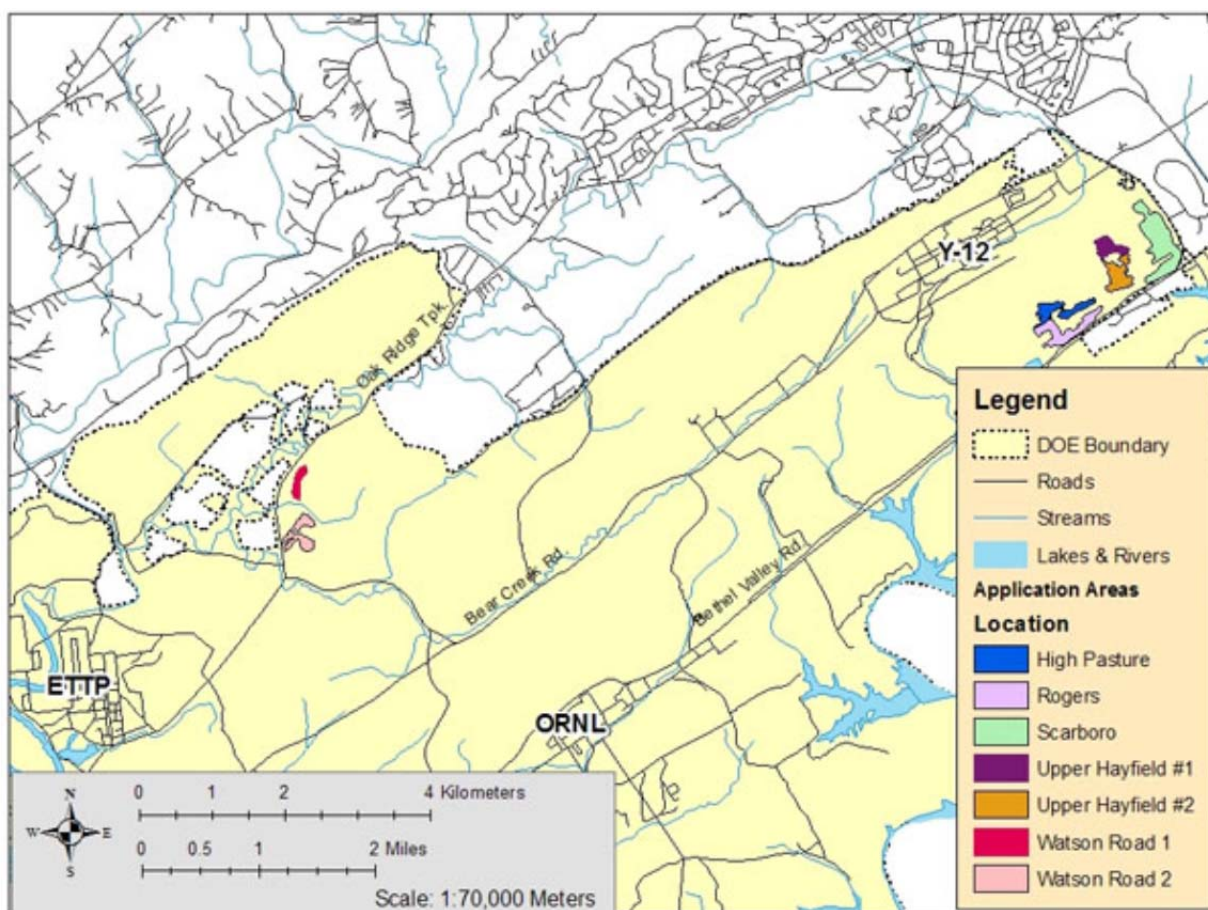 Y-12
Oak Ridge Tpk.
Bear Creek Rd.
Bethel Valley Rd
ETTP
ORNL
Legend
DOE Boundary
Roads
Streams
Lakes & Rivers
Application Areas
Location
High Pasture
Rogers
Scarboro
Upper Hayfield #1
Upper Hayfield #2
Watson Road 1
Watson Road 2
N
W E
S
0 1 2 4 Kilometers
0 0.5 1 2 Miles
Scale: 1:70,000 Meters